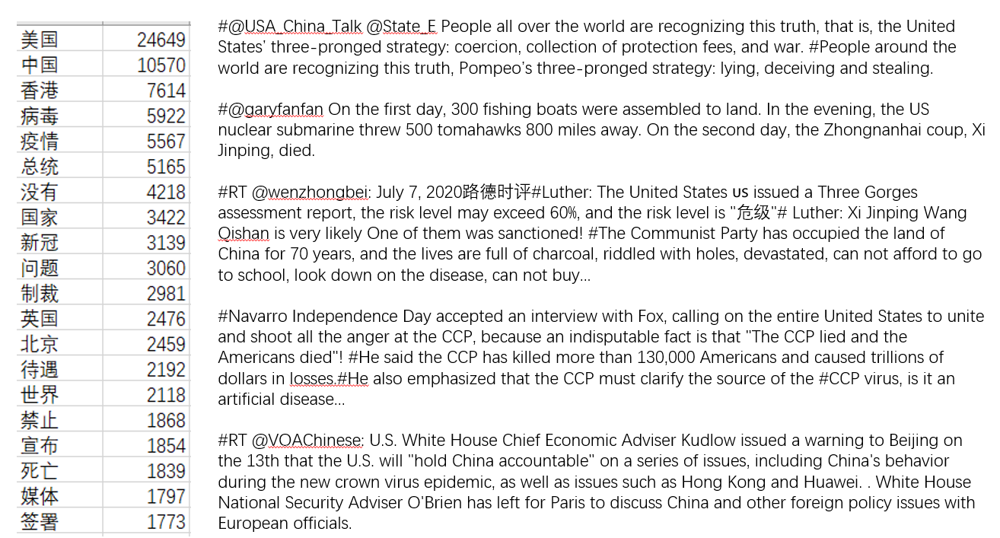 美国 24649
中国 10570
香港 7614
病毒 5922
疫情 5567
总统 5165
没有 4218
国家 3422
新冠 3139
问题 3060
制裁 2981
英国 2476
北京 2459
待遇 2192
世界 2118
禁止 1868
宣布 1854
死亡 1839
媒体 1797
签署 1773
#@USA_China_Talk @State_E People all over the world are recognizing this truth, that is, the United
States’ three-pronged strategy: coercion, collection of protection fees, and war. #People around the
world are recognizing this truth, Pompeo’s three-pronged strategy: lying, deceiving and stealing.
#@garyfanfan On the first day, 300 fishing boats were assembled to land. In the evening, the US
nuclear submarine threw 500 tomahawks 800 miles away. On the second day, the Zhongnanhai coup, Xi
Jinping, died.
#RT @wenzhongbei: July 7, 2020路德时评#Luther: The United States us issued a Three Gorges
assessment report, the risk level may exceed 60%, and the risk level is "危级"# Luther: Xi Jinping Wang
Qishan is very likely One of them was sanctioned! #The Communist Party has occupied the land of
China for 70 years, and the lives are full of charcoal, riddled with holes, devastated, can not afford to go
to school, look down on the disease, can not buy...
#Navarro Independence Day accepted an interview with Fox, calling on the entire United States to unite
and shoot all the anger at the CCP, because an indisputable fact is that "The CCP lied and the
Americans died"! #He said the CCP has killed more than 130,000 Americans and caused trillions of
dollars in losses.#He also emphasized that the CCP must clarify the source of the #CCP virus, is it an
artificial disease...
#RT @VOAChinese: U.S. White House Chief Economic Adviser Kudlow issued a warning to Beijing on
the 13th that the U.S. will "hold China accountable" on a series of issues, including China's behavior
during the new crown virus epidemic, as well as issues such as Hong Kong and Huawei. . White House
National Security Adviser O'Brien has left for Paris to discuss China and other foreign policy issues with
European officials.